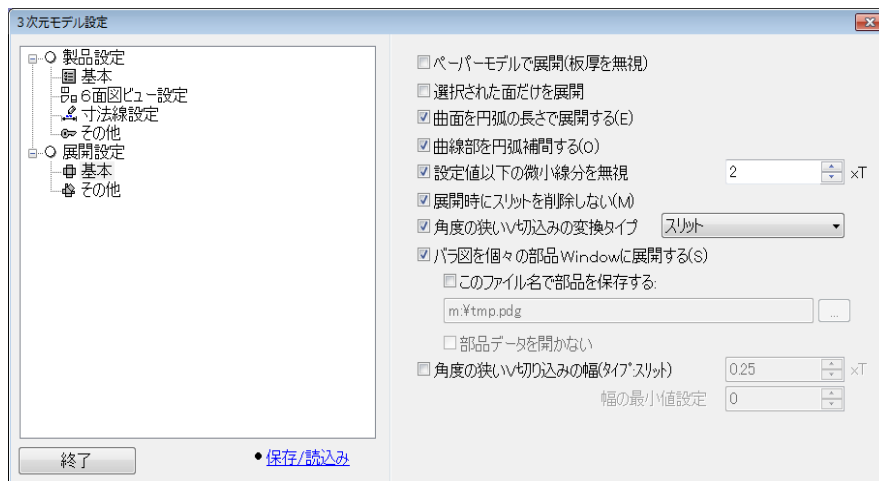 3次元モデル設定
製品設定
基本
6面図ビュー設定
寸法線設定
その他
展開設定
基本
その他
終了
保存/読込み
ペーパーモデルで展開(板厚を無視)
選択された面だけを展開
曲面を円弧の長さで展開する(E)
曲線部を円弧補間する(O)
設定値以下の微小線分を無視 2 xT
展開時にスリットを削除しない(M)
角度の狭いV切込みの変換タイプ スリット
バラ図を個々の部品Windowに展開する(S)
このファイル名で部品を保存する:
m:¥tmp.pdg ...
部品データを開かない
角度の狭いV切り込みの幅(タイプ:スリット) 0.25 xT
幅の最小値設定 0